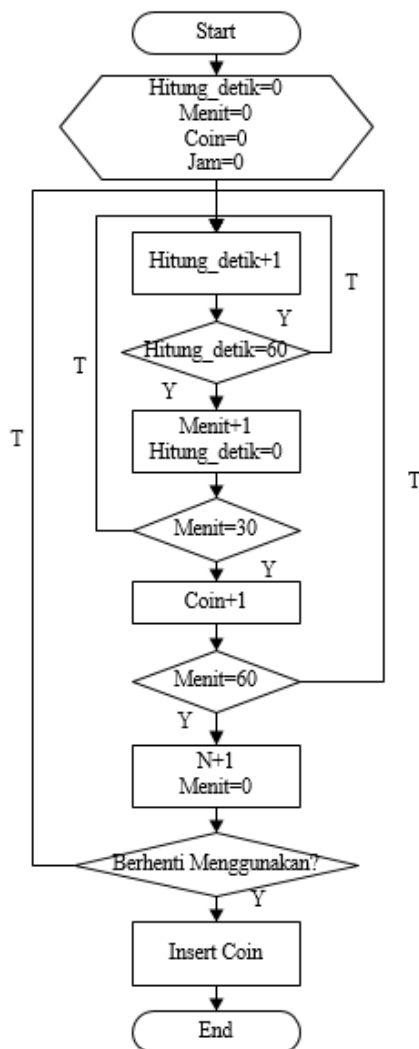 Start
Hitung_detik=0
Menit=0
Coin=0
Jam=0
Hitung_detik+1
T
Y
Hitung_detik=60
T
Y
Menit+1
Hitung_detik=0
T
T
Menit=30
Y
Coin+1
Menit=60
Y
N+1
Menit=0
Berhenti Menggunakan?
Y
Insert Coin
End